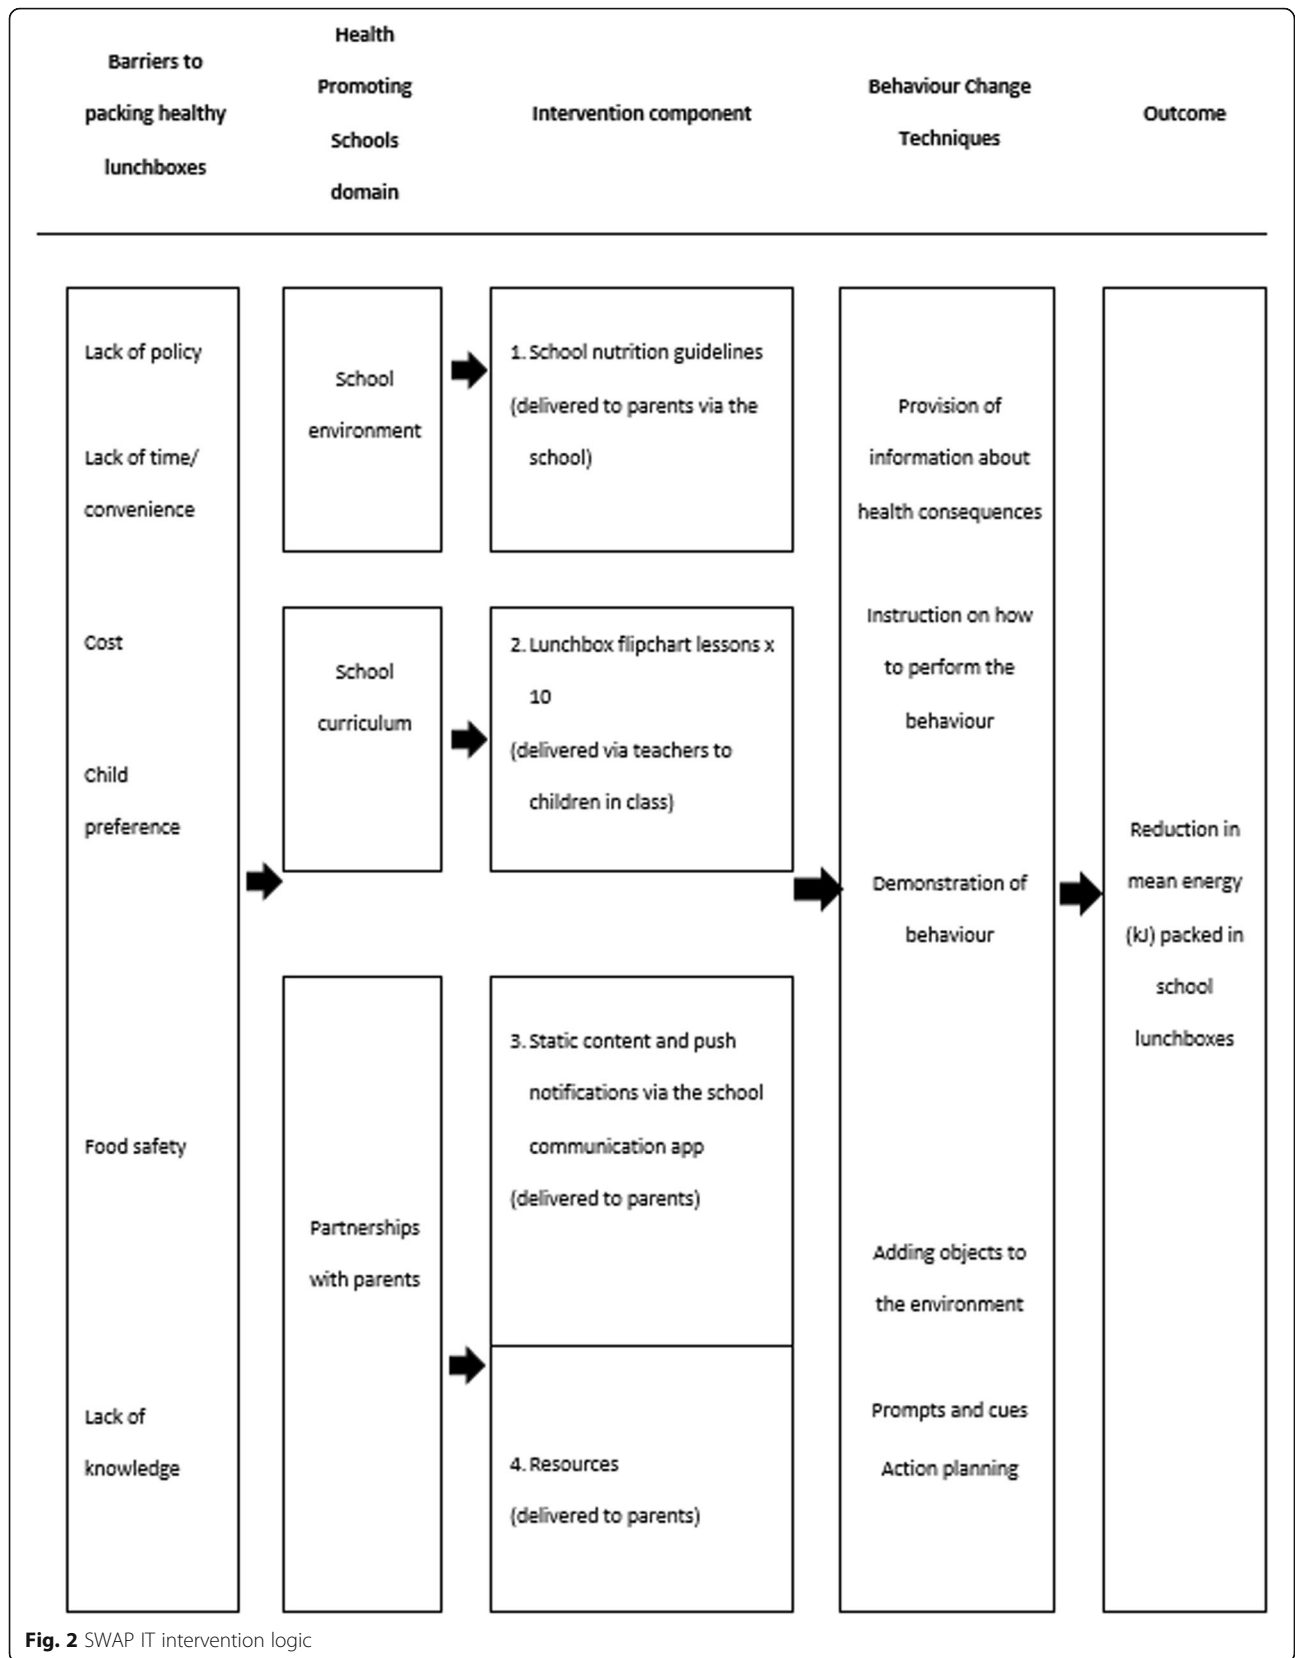 Barriers to
packing healthy
lunchboxes
Health
Promoting
Schools
domain
Intervention component
Behaviour Change
Techniques
Outcome
Lack of policy
Lack of time/
convenience
Cost
Child
preference
Food safety
Lack of
knowledge
School
environment
School
curriculum
Partnerships
with parents
1. School nutrition guidelines
(delivered to parents via the
school)
2. Lunchbox flipchart lessons x
10
(delivered via teachers to
children in class)
3. Static content and push
notifications via the school
communication app
(delivered to parents)
4. Resources
(delivered to parents)
Provision of
information about
health consequences
Instruction on how
to perform the
behaviour
Demonstration of
behaviour
Adding objects to
the environment
Prompts and cues
Action planning
Reduction in
mean energy
(kJ) packed in
school
lunchboxes
Fig. 2 SWAP IT intervention logic